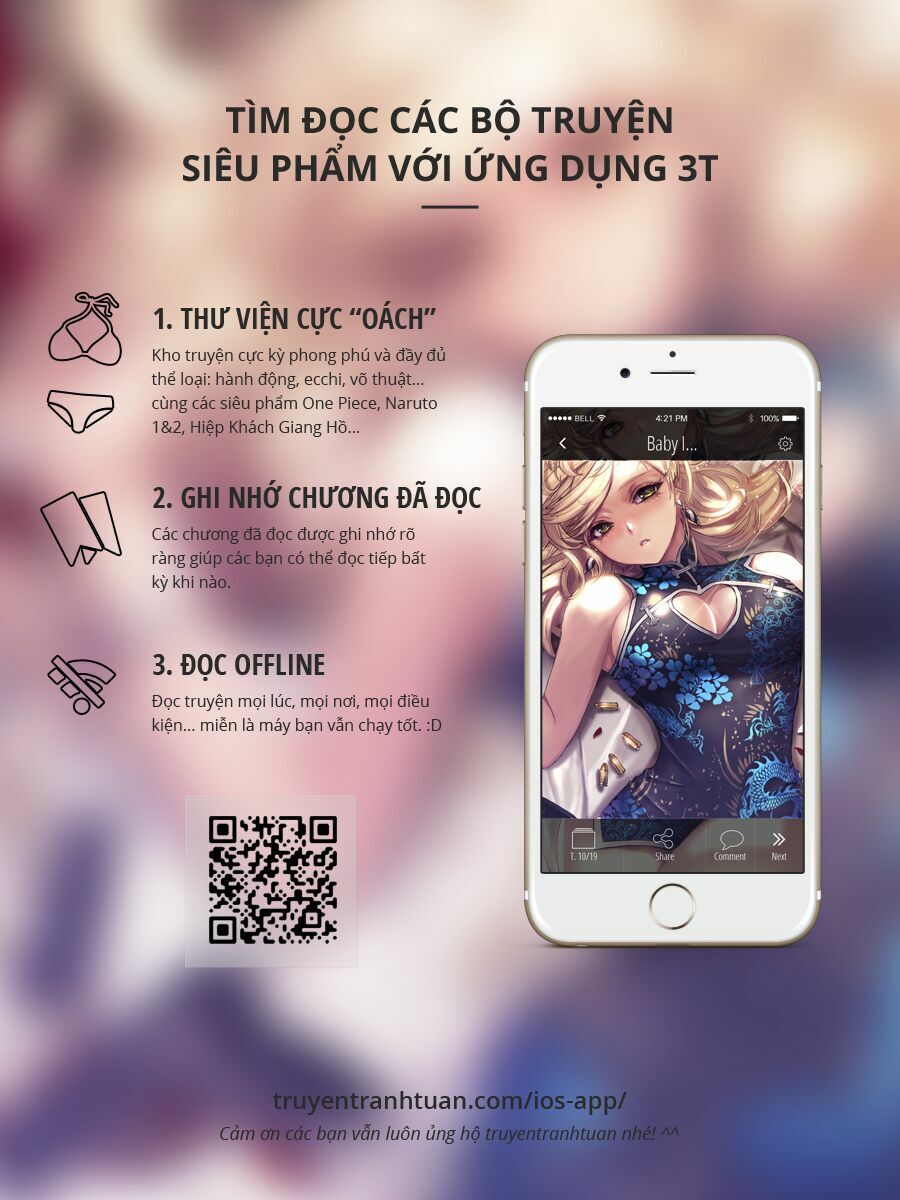 TÌM ĐỌC CÁC BỘ TRUYỆN
SIÊU PHẨM VỚI ỨNG DỤNG 3T
1. THƯ VIỆN CỰC “OÁCH”
Kho truyện cực kỳ phong phú và đầy đủ
thể loại: hành động, ecchi, võ thuật...
cùng các siêu phẩm One Piece, Naruto
1&2, Hiệp Khách Giang Hồ...
2. GHI NHỚ CHƯƠNG ĐÃ ĐỌC
Các chương đã đọc được ghi nhớ rõ
ràng giúp các bạn có thể đọc tiếp bất
kỳ khi nào.
3. ĐỌC OFFLINE
Đọc truyện mọi lúc, mọi nơi, mọi điều
kiện... miễn là máy bạn vẫn chạy tốt. :D
BELL 4:21 PM 100%
Baby I...
T. 10/19 Share Comment Next
truyentranhtuan.com/ios-app/
Cảm ơn các bạn vẫn luôn ủng hộ truyentranhtuan nhé! ^^